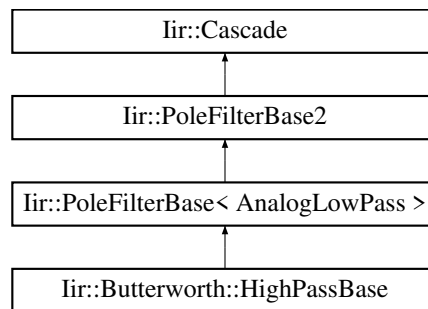 Iir::Cascade
Iir::PoleFilterBase2
Iir::PoleFilterBase< AnalogLowPass >
Iir::Butterworth::HighPassBase